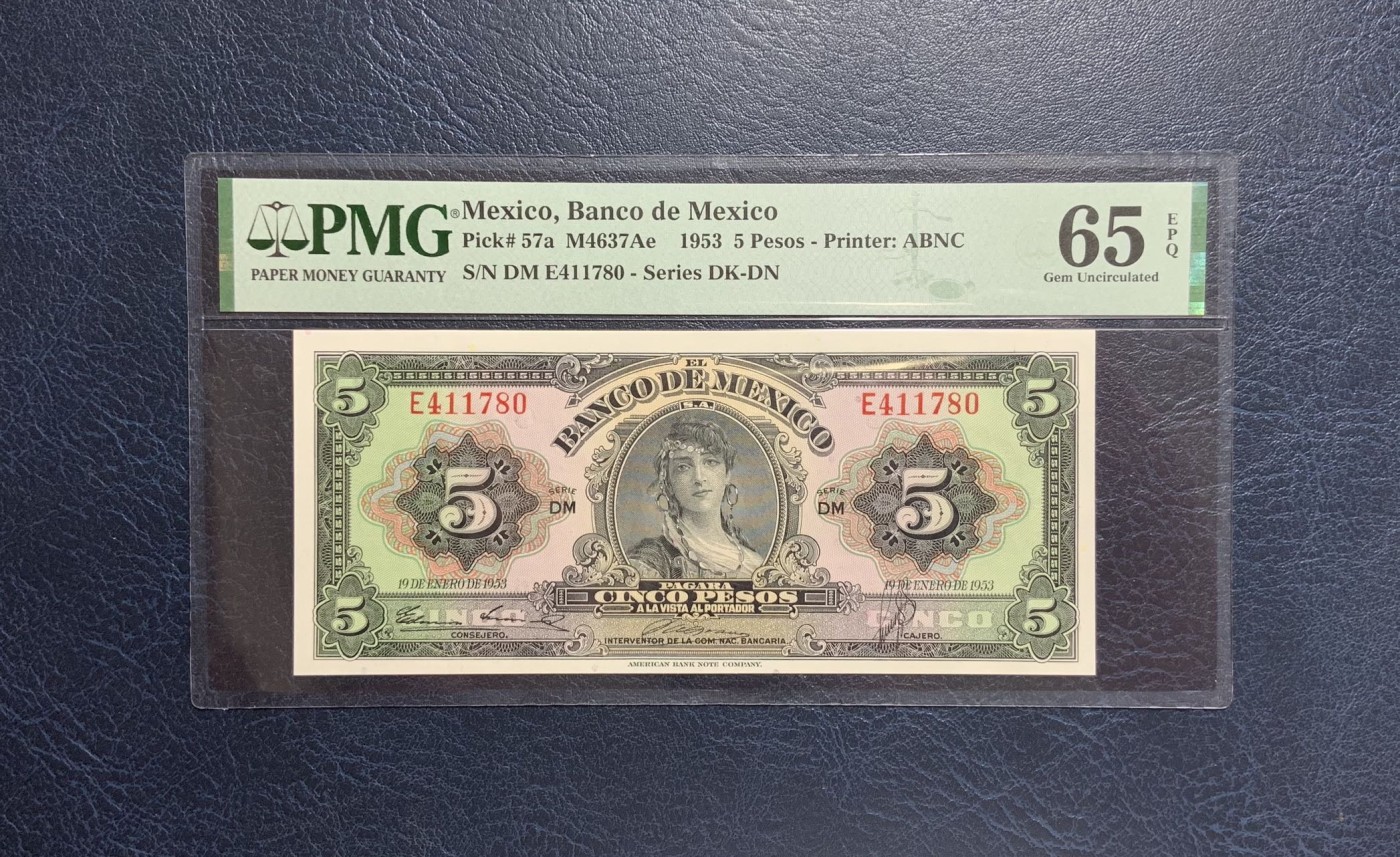 PMG®
PAPER MONEY GUARANTY
Mexico, Banco de Mexico
Pick# 57a M4637Ae 1953 5 Pesos - Printer: ABNC
S/N DM E411780 - Series DK-DN
65
Gem Uncirculated
EPQ
EL
BANCO DE MEXICO
S.A.
5
5
E411780
E411780
5
5
SERIE
DM
SERIE
DM
19 DE ENERO DE 1953
19 DE ENERO DE 1953
PAGARA
CINCO PESOS
A LA VISTA AL PORTADOR
5
5
CINCO
CINCO
CONSEJERO.
INTERVENTOR DE LA COM. NAC. BANCARIA.
CAJERO.
AMERICAN BANK NOTE COMPANY.